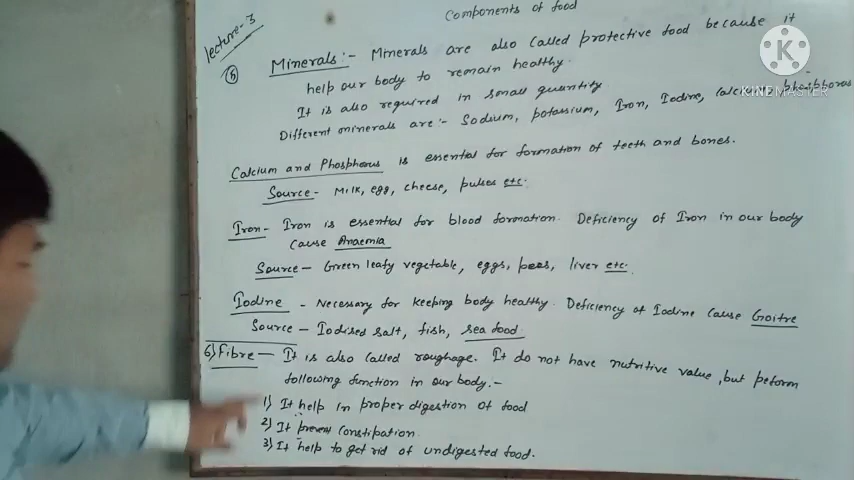 Components of food
lecture-3
5) Minerals:- Minerals are also called protective food because it
help our body to remain healthy.
It is also required in small quantity
Different minerals are:- Sodium, potassium, Iron, Iodine, Calcium, phosphorus
Calcium and Phosphorus is essential for formation of teeth and bones.
Source- Milk, egg, cheese, pulses etc.
Iron- Iron is essential for blood formation. Deficiency of Iron in our body
cause Anaemia
Source- Green leafy vegetable, eggs, peas, liver etc.
Iodine - Necessary for keeping body healthy. Deficiency of Iodine cause Goitre
Source- Iodised salt, fish, sea food
6) Fibre- It is also called roughage. It do not have nutritive value, but peform
following function in our body.-
1) It help in proper digestion of food
2) It prevent constipation.
3) It help to get rid of undigested food.
KINEMASTER